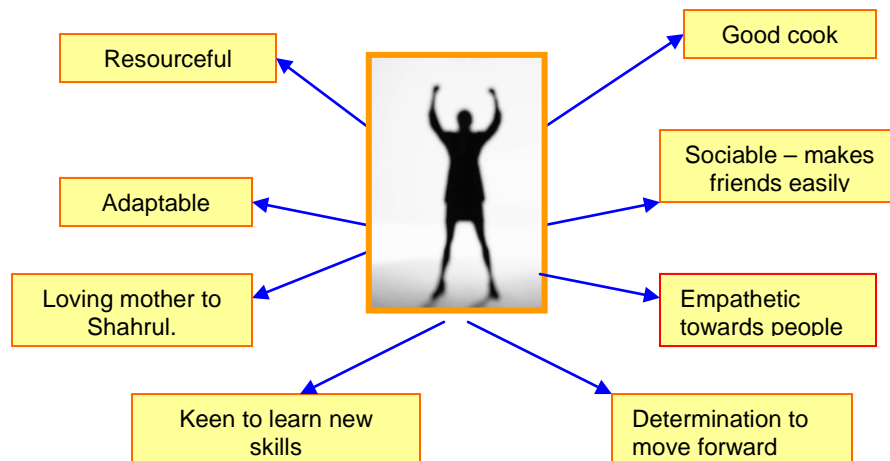 Resourceful
Good cook
Sociable – makes
friends easily
Adaptable
Loving mother to
Shahrul.
Empathetic
towards people
Keen to learn new
skills
Determination to
move forward